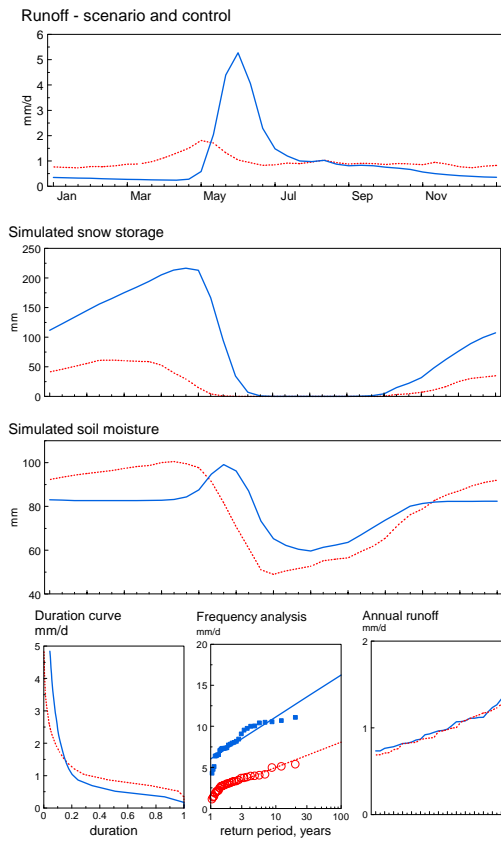 Runoff - scenario and control
6
5
4
3
2
1
0
mm/d
Jan Mar May Jul Sep Nov
Simulated snow storage
250
200
150
100
50
0
mm
Simulated soil moisture
100
80
60
40
mm
Duration curve
mm/d
5
4
3
2
1
0
0 0.2 0.4 0.6 0.8 1
duration
Frequency analysis
mm/d
20
15
10
5
0
1 3 10 30 100
return period, years
Annual runoff
mm/d
2
1
0